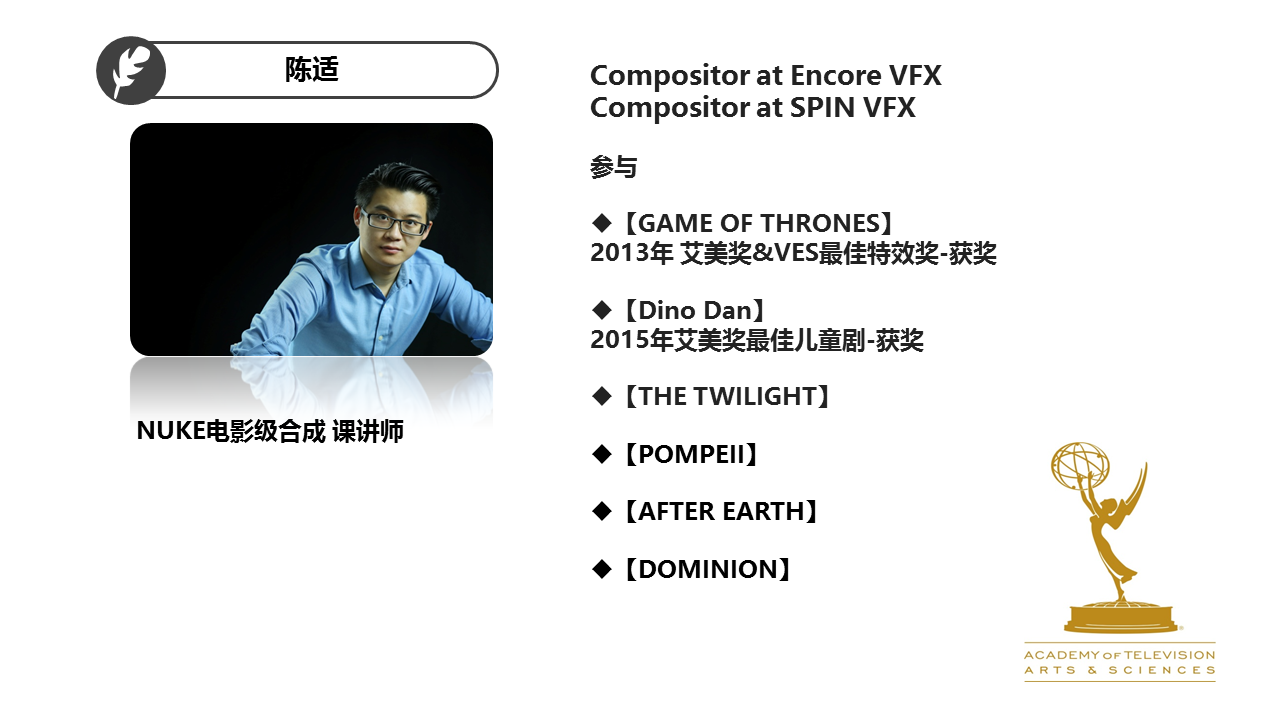 陈适
NUKE电影级合成 课讲师
Compositor at Encore VFX
Compositor at SPIN VFX
参与
◆【GAME OF THRONES】
2013年 艾美奖&VES最佳特效奖-获奖
◆【Dino Dan】
2015年艾美奖最佳儿童剧-获奖
◆【THE TWILIGHT】
◆【POMPEII】
◆【AFTER EARTH】
◆【DOMINION】
ACADEMY OF TELEVISION
ARTS & SCIENCES